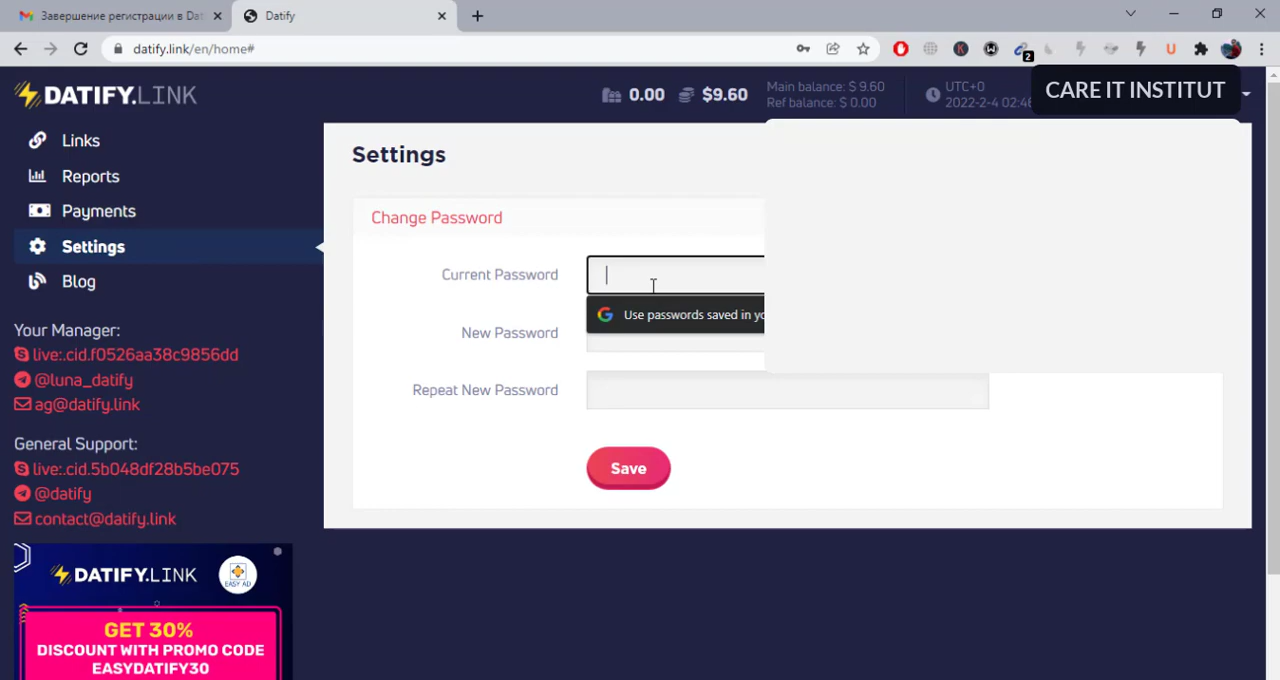 Завершение регистрации в Dat
Datify
datify.link/en/home#
2
DATIFY.LINK
0.00
$9.60
Main balance: $ 9.60
Ref balance: $ 0.00
UTC+0
2022-2-4 02:46
CARE IT INSTITUT
Links
Reports
Payments
Settings
Blog
Your Manager:
live:.cid.f0526aa38c9856dd
@luna_datify
ag@datify.link
General Support:
live:.cid.5b048df28b5be075
@datify
contact@datify.link
DATIFY.LINK
EASY AD
GET 30%
DISCOUNT WITH PROMO CODE
EASYDATIFY30
Settings
Change Password
Current Password
Use passwords saved in yo
New Password
Repeat New Password
Save